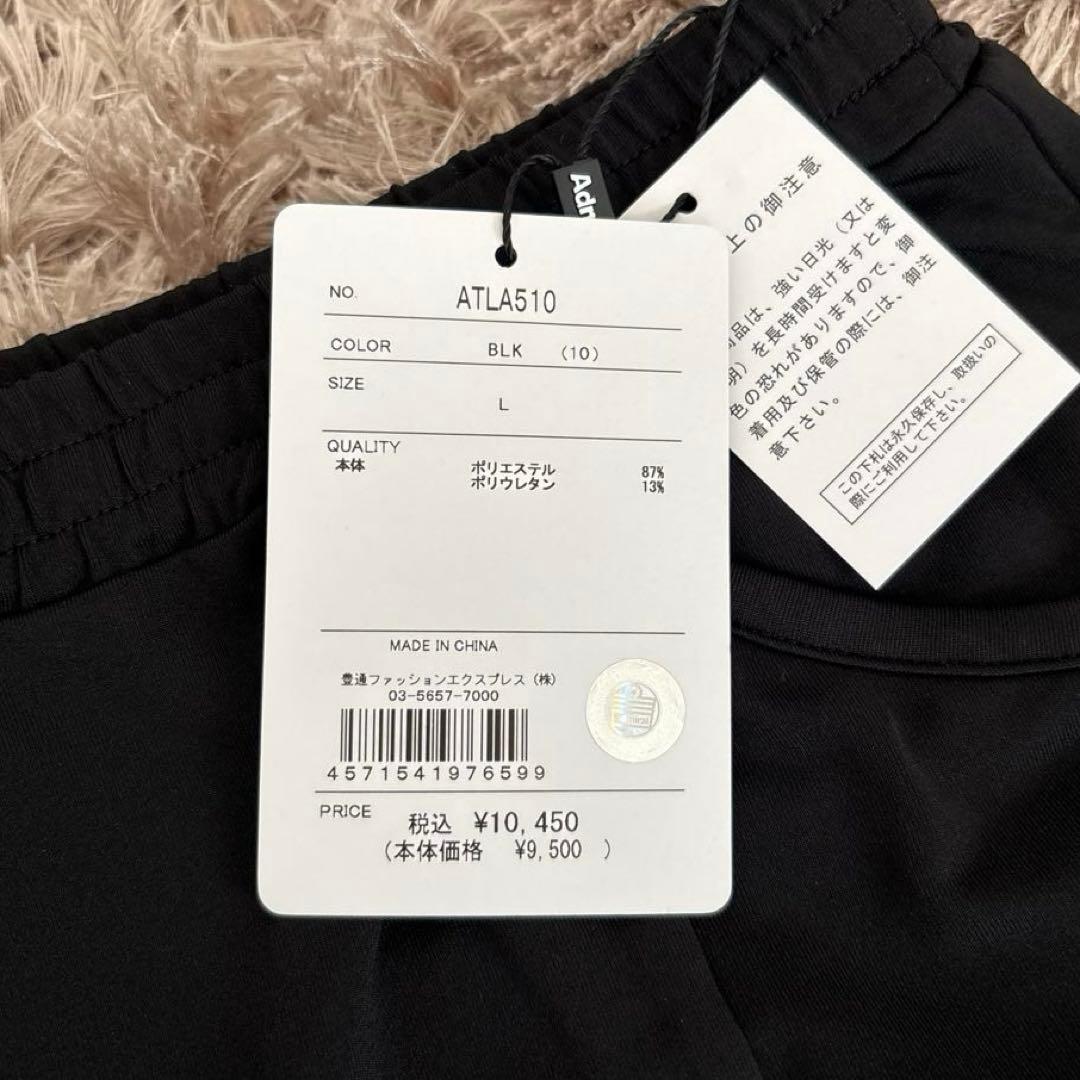 NO. ATLA510
COLOR BLK (10)
SIZE
L
QUALITY
本体 ポリエステル 87%
ポリウレタン 13%
MADE IN CHINA
豊通ファッションエクスプレス(株)
03-5657-7000
4571541976599
PRICE
税込 ¥10,450
(本体価格 ¥9,500 )
上の御注意
品は、強い日光(又は
明)を長時間受けますと変
色の恐れがありますので、御
着用及び保管の際には、御注
意下さい。
この下札は永久保存し、取扱いの
際にご利用して下さい。